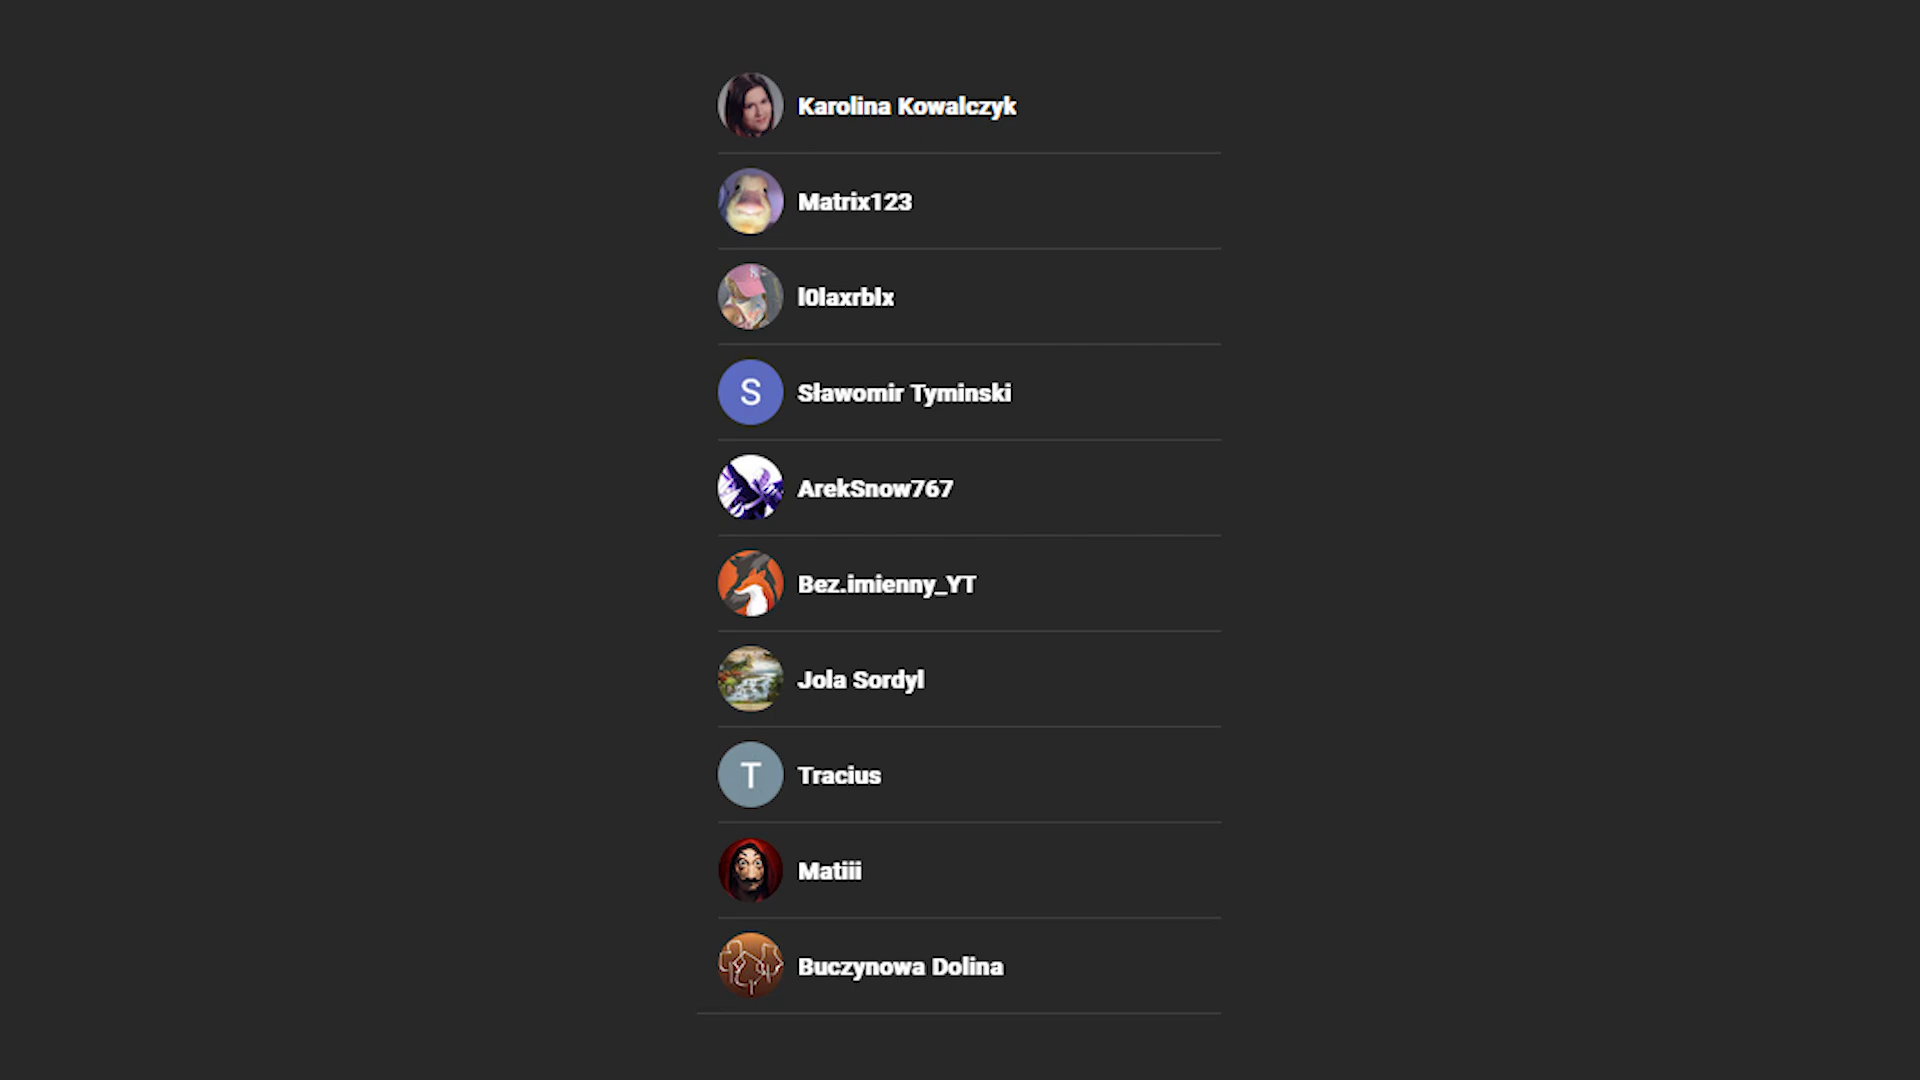 Karolina Kowalczyk
Matrix123
l0laxrblx
S Sławomir Tyminski
ArekSnow767
Bez.imienny_YT
Jola Sordyl
T Tracius
Matiii
Buczynowa Dolina